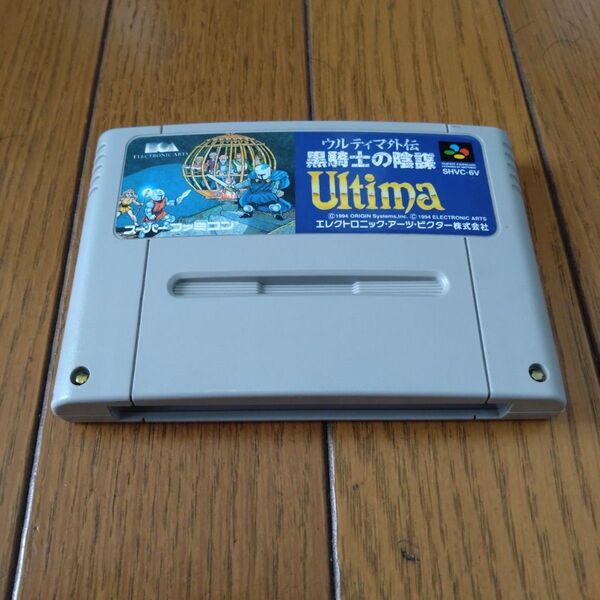 ELECTRONIC ARTS
スーパーファミコン
ウルティマ外伝
黒騎士の陰謀
Ultima
©1994 ORIGIN Systems,Inc. ©1994 ELECTRONIC ARTS
エレクトロニック・アーツ・ビクター株式会社
SUPER FAMICOM
SHVC-6V